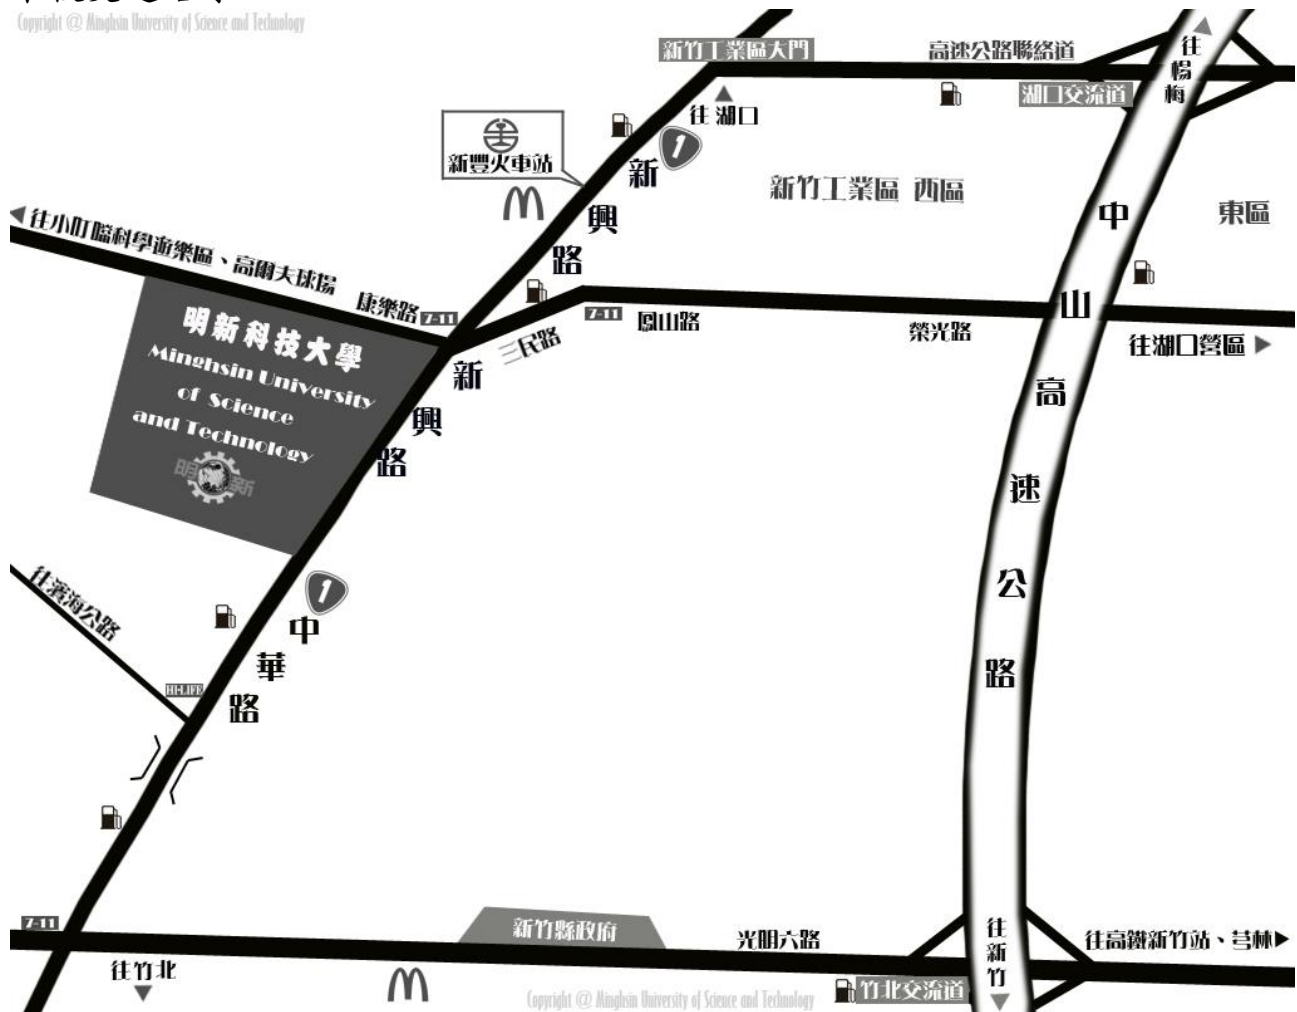 Copyright @ Minghsin University of Science and Technology
新竹工業區大門
高速公路聯絡道
往楊梅
湖口交流道
往湖口
1
新豐火車站
新興路
新竹工業區 西區
東區
中山高速公路
往小叮噹科學遊樂區、高爾夫球場
康樂路
7-11
7-11
鳳山路
三民路
榮光路
往湖口營區
明新科技大學
Minghsin University
of Science
and Technology
明新
新興路
1
往濱海公路
中華路
HI-LIFE
7-11
新竹縣政府
光明六路
往新竹
往高鐵新竹站、芎林
往竹北
竹北交流道
Copyright @ Minghsin University of Science and Technology